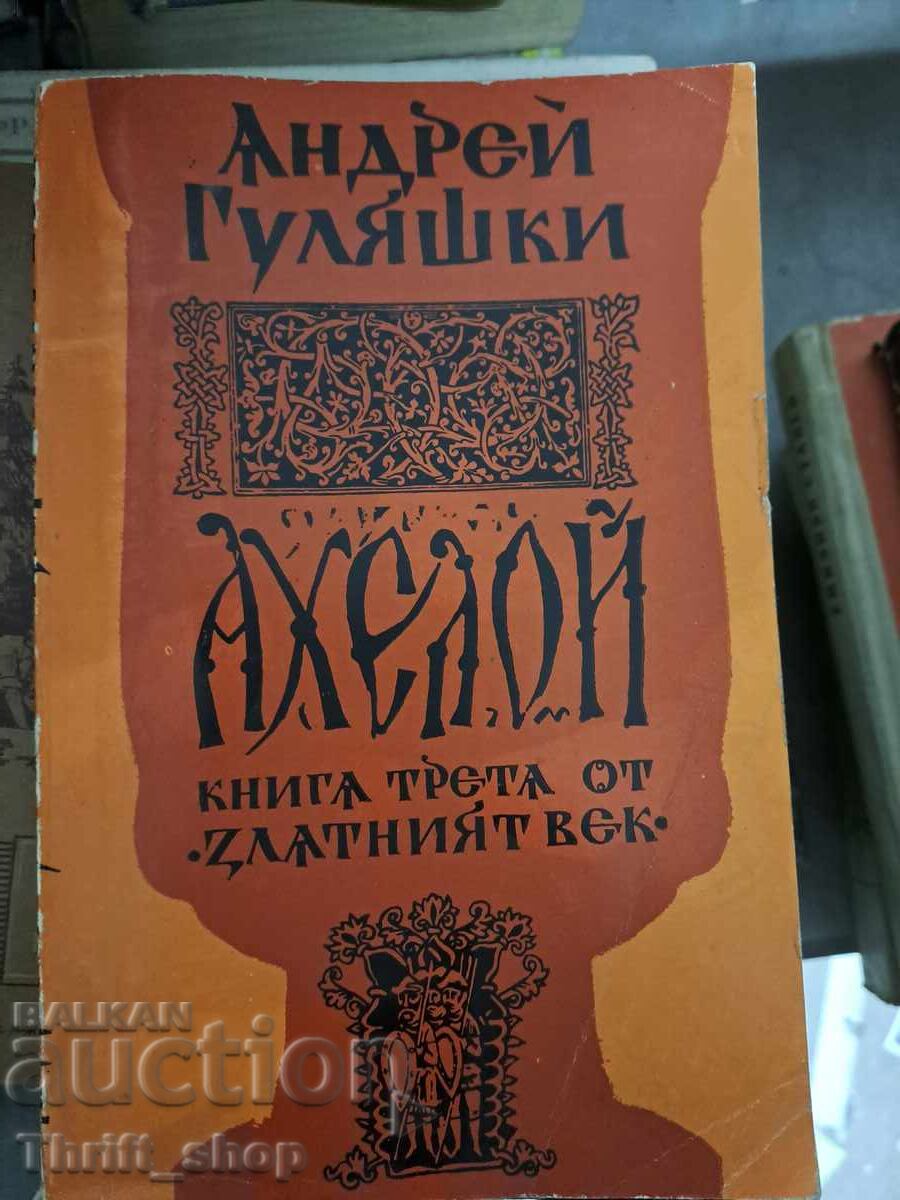 АНДРЕЙ
ГУЛЯШКИ
АХЕЛОЙ
КНИГА ТРЕТА ОТ
·ЗЛАТНИЯТ ВЕК·
BALKAN
auction
Thrift_shop